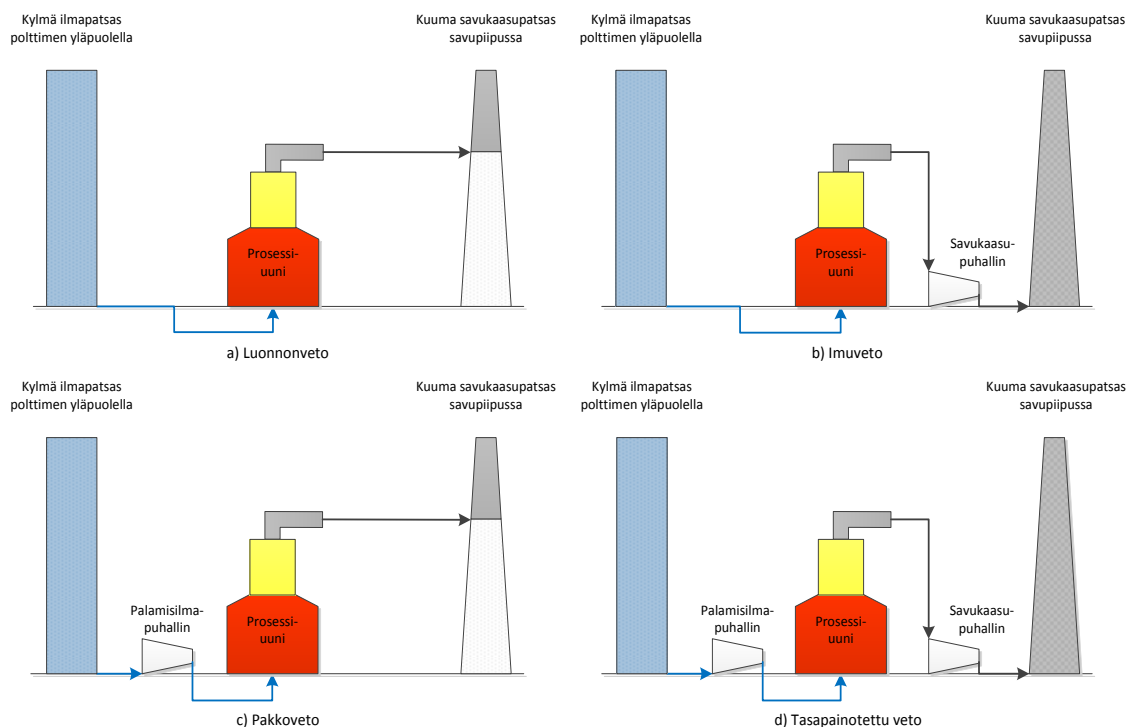 Kylmä ilmapatsas
polttimen yläpuolella
Kuuma savukaasupatsas
savupiipussa
Prosessi-
uuni
a) Luonnonveto
Kylmä ilmapatsas
polttimen yläpuolella
Kuuma savukaasupatsas
savupiipussa
Prosessi-
uuni
Savukaasu-
puhallin
b) Imuveto
Kylmä ilmapatsas
polttimen yläpuolella
Kuuma savukaasupatsas
savupiipussa
Palamisilma-
puhallin
Prosessi-
uuni
c) Pakkoveto
Kylmä ilmapatsas
polttimen yläpuolella
Kuuma savukaasupatsas
savupiipussa
Palamisilma-
puhallin
Prosessi-
uuni
Savukaasu-
puhallin
d) Tasapainotettu veto